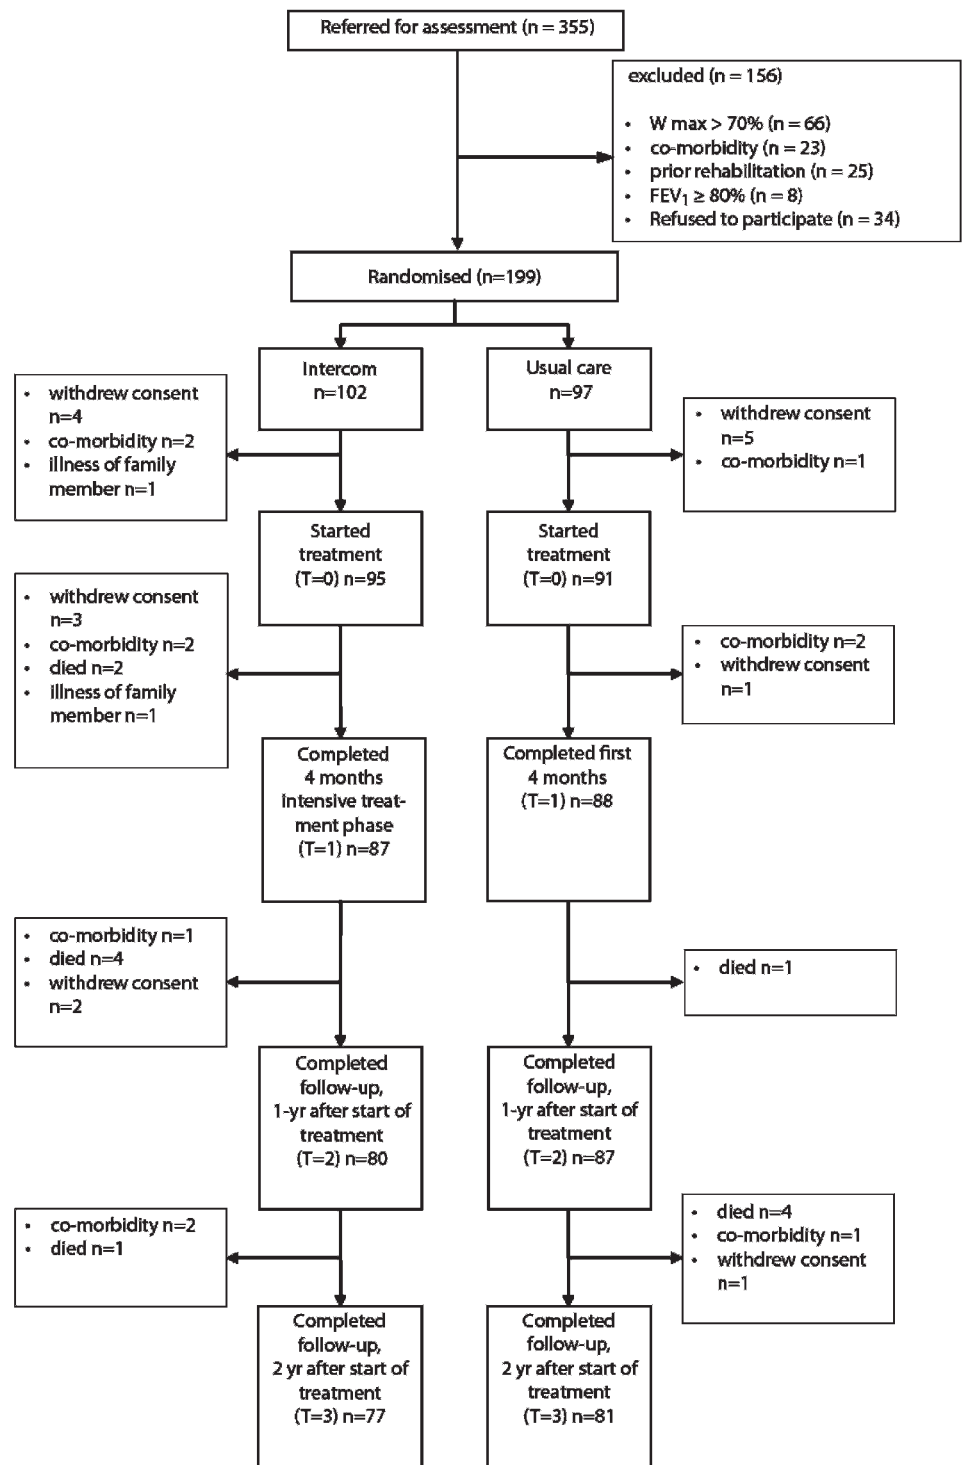 Referred for assessment (n = 355)
excluded (n = 156)
• W max > 70% (n = 66)
• co-morbidity (n = 23)
• prior rehabilitation (n = 25)
• FEV₁ ≥ 80% (n = 8)
• Refused to participate (n = 34)
Randomised (n=199)
Intercom
n=102
Usual care
n=97
• withdrew consent
n=4
• co-morbidity n=2
• illness of family
member n=1
• withdrew consent
n=5
• co-morbidity n=1
Started
treatment
(T=0) n=95
Started
treatment
(T=0) n=91
• withdrew consent
n=3
• co-morbidity n=2
• died n=2
• illness of family
member n=1
• co-morbidity n=2
• withdrew consent
n=1
Completed
4 months
intensive treat-
ment phase
(T=1) n=87
Completed first
4 months
(T=1) n=88
• co-morbidity n=1
• died n=4
• withdrew consent
n=2
• died n=1
Completed
follow-up,
1-yr after start of
treatment
(T=2) n=80
Completed
follow-up,
1-yr after start of
treatment
(T=2) n=87
• co-morbidity n=2
• died n=1
• died n=4
• co-morbidity n=1
• withdrew consent
n=1
Completed
follow-up,
2 yr after start of
treatment
(T=3) n=77
Completed
follow-up,
2 yr after start of
treatment
(T=3) n=81